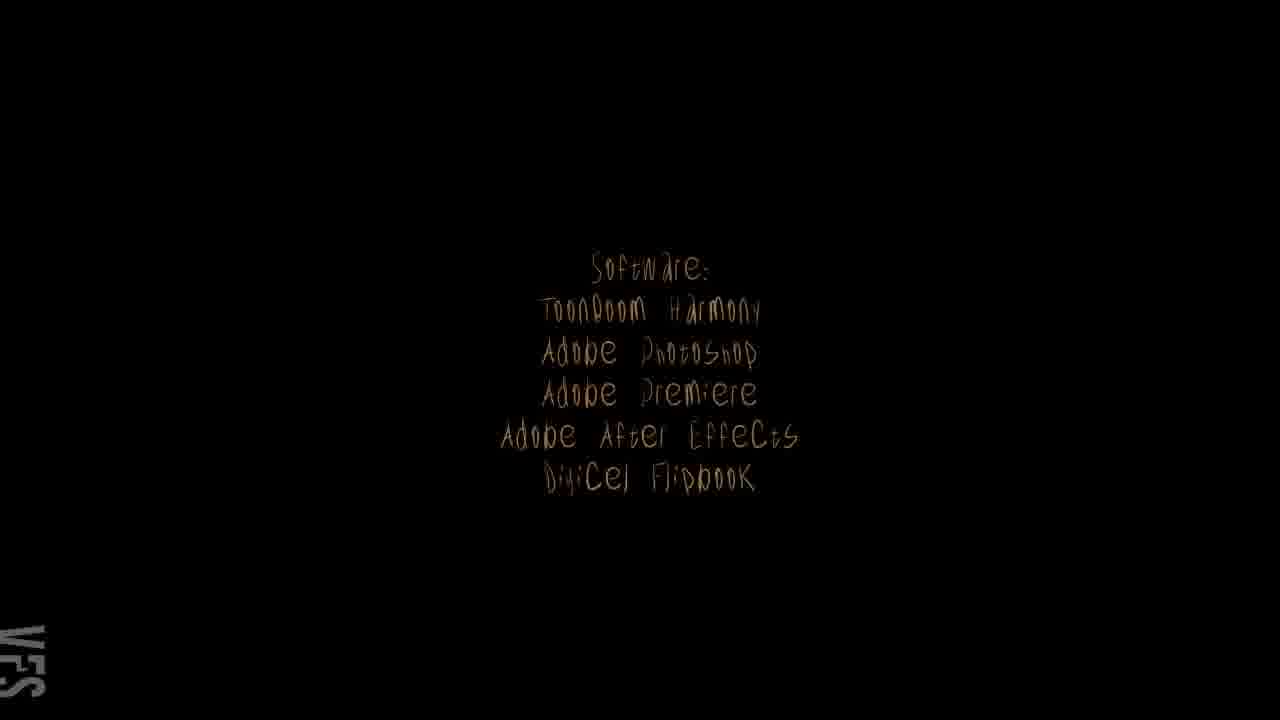 Software:
ToonBoom Harmony
Adobe Photoshop
Adobe Premiere
Adobe After Effects
DigiCel Flipbook
VFS